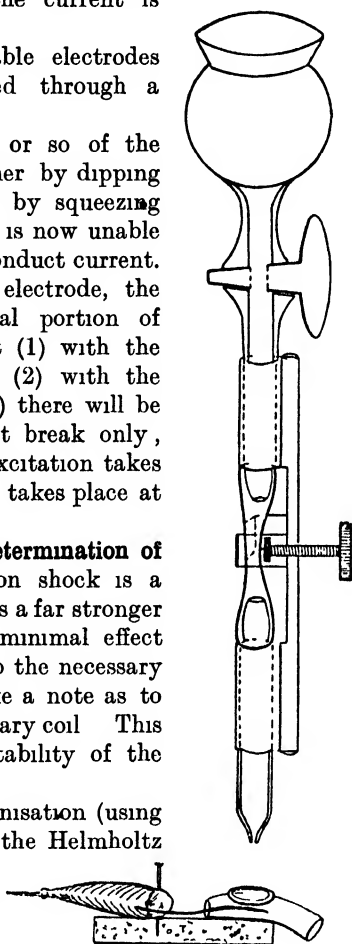 the current is
able electrodes
ed through a
or so of the
her by dipping
by squeezing
is now unable
onduct current.
electrode, the
al portion of
t (1) with the
(2) with the
) there will be
t break only,
xcitation takes
takes place at
etermination of
on shock is a
s a far stronger
minimal effect
o the necessary
ke a note as to
ary coil This
tability of the
nisation (using
the Helmholtz